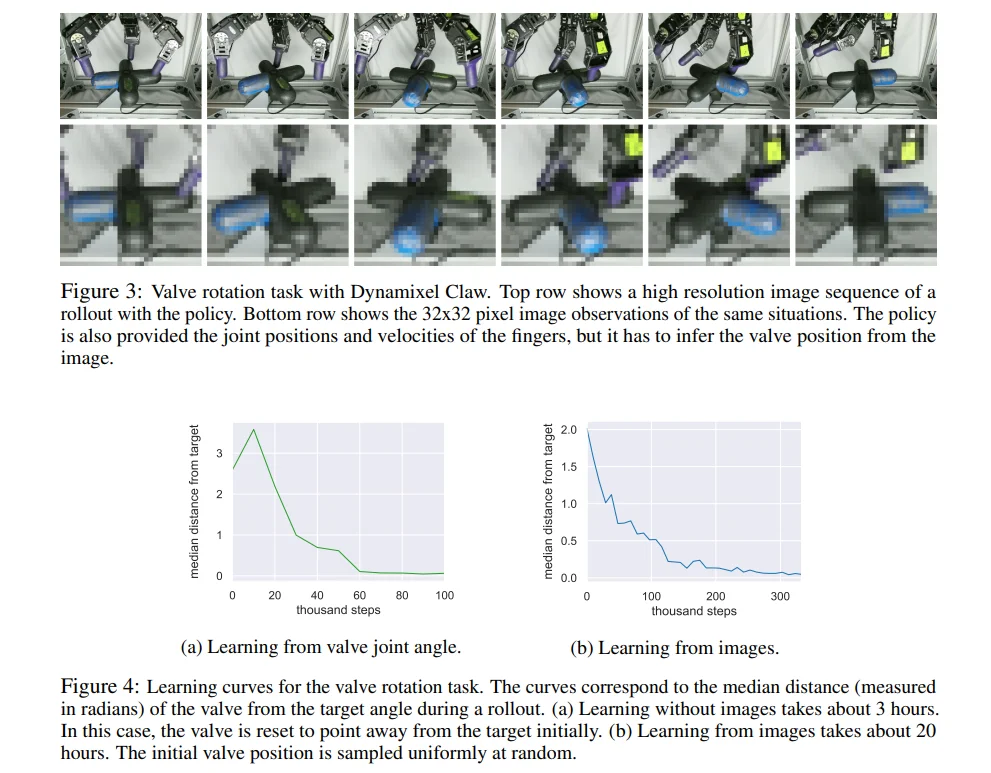 Figure 3: Valve rotation task with Dynamixel Claw. Top row shows a high resolution image sequence of a
rollout with the policy. Bottom row shows the 32x32 pixel image observations of the same situations. The policy
is also provided the joint positions and velocities of the fingers, but it has to infer the valve position from the
image.
median distance from target
3
2
1
0
0 20 40 60 80 100
thousand steps
(a) Learning from valve joint angle.
median distance from target
2.0
1.5
1.0
0.5
0.0
0 100 200 300
thousand steps
(b) Learning from images.
Figure 4: Learning curves for the valve rotation task. The curves correspond to the median distance (measured
in radians) of the valve from the target angle during a rollout. (a) Learning without images takes about 3 hours.
In this case, the valve is reset to point away from the target initially. (b) Learning from images takes about 20
hours. The initial valve position is sampled uniformly at random.